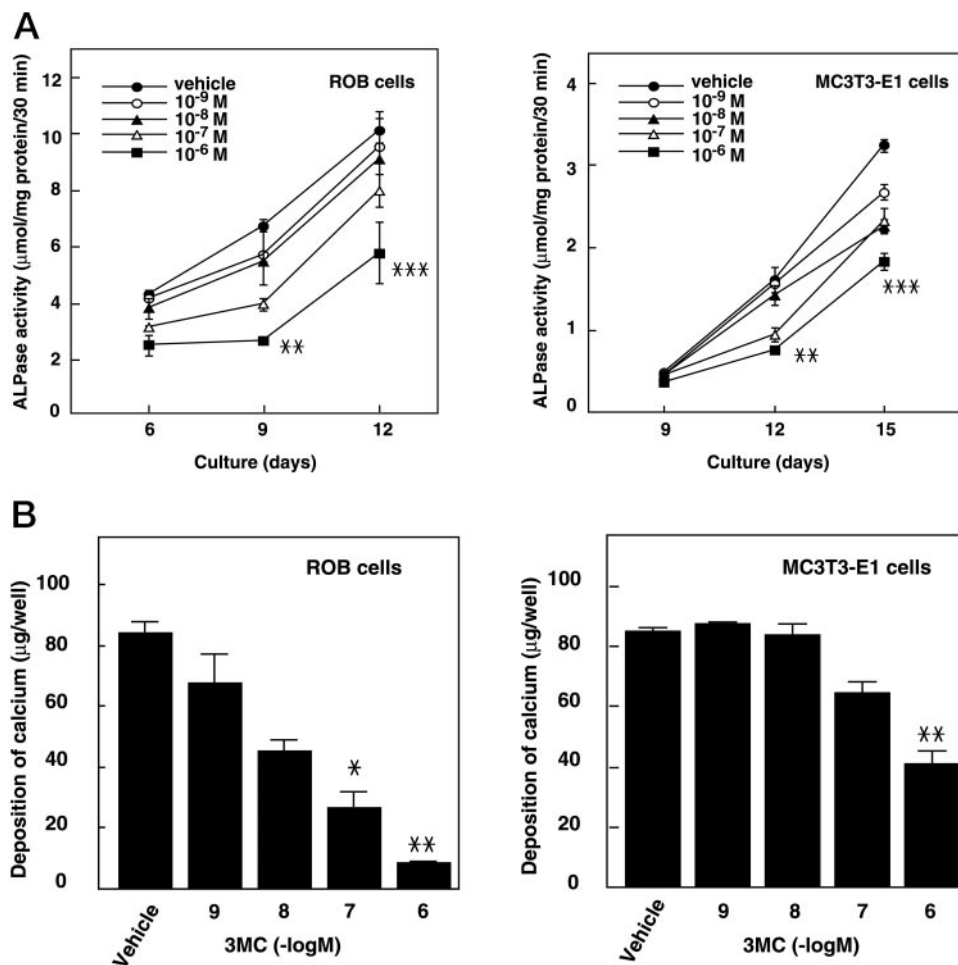 A
ROB cells
vehicle
10⁻⁹ M
10⁻⁸ M
10⁻⁷ M
10⁻⁶ M
ALPase activity (μmol/mg protein/30 min)
12
10
8
6
4
2
0
***
**
6 9 12
Culture (days)
MC3T3-E1 cells
vehicle
10⁻⁹ M
10⁻⁸ M
10⁻⁷ M
10⁻⁶ M
ALPase activity (μmol/mg protein/30 min)
4
3
2
1
0
***
**
9 12 15
Culture (days)
B
ROB cells
Deposition of calcium (μg/well)
100
80
60
40
20
0
*
**
Vehicle 9 8 7 6
3MC (-logM)
MC3T3-E1 cells
Deposition of calcium (μg/well)
100
80
60
40
20
0
**
Vehicle 9 8 7 6
3MC (-logM)